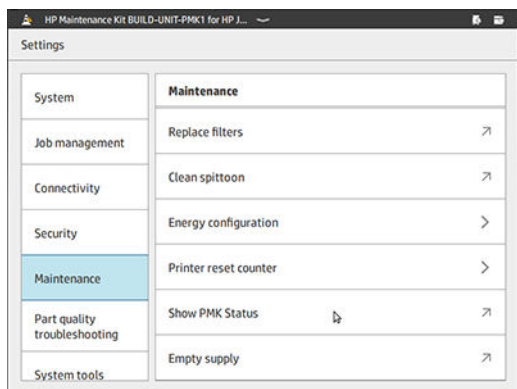 HP Maintenance Kit BUILD-UNIT-PMK1 for HP J...
Settings
System
Job management
Connectivity
Security
Maintenance
Part quality
troubleshooting
System tools
Maintenance
Replace filters
Clean spittoon
Energy configuration
Printer reset counter
Show PMK Status
Empty supply